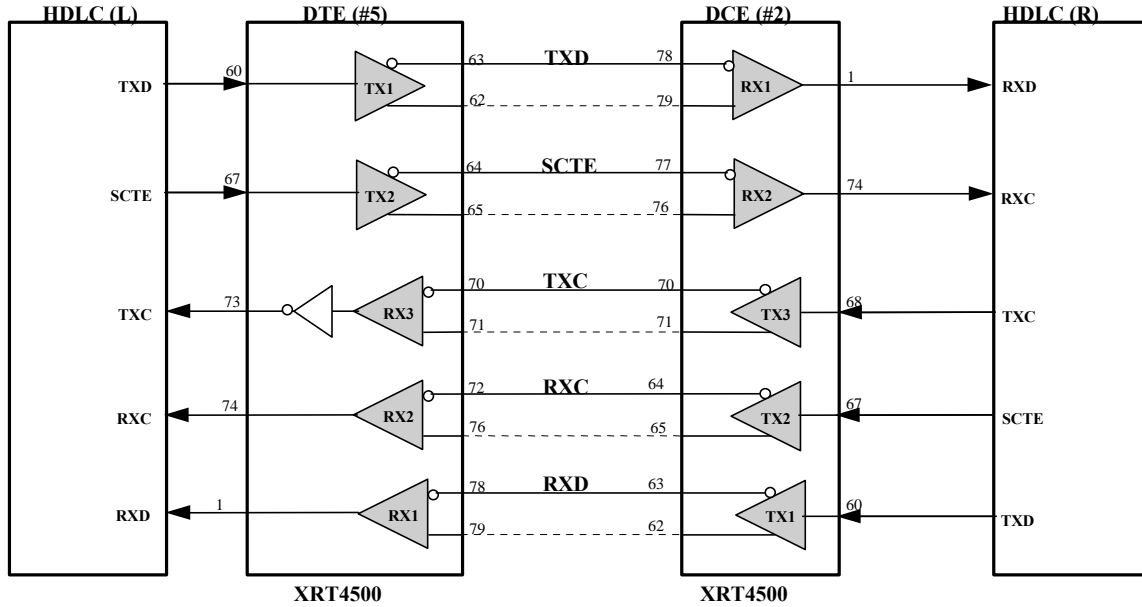 HDLC (L) DTE (#5) DCE (#2) HDLC (R)
TXD 60 TX1 63 TXD 78 RX1 1 RXD
62 79
SCTE 67 TX2 64 SCTE 77 RX2 74 RXC
65 76
TXC 73 RX3 70 TXC 70 TX3 68 TXC
71 71
RXC 74 RX2 72 RXC 64 TX2 67 SCTE
76 65
RXD 1 RX1 78 RXD 63 TX1 60 TXD
79 62
XRT4500 XRT4500